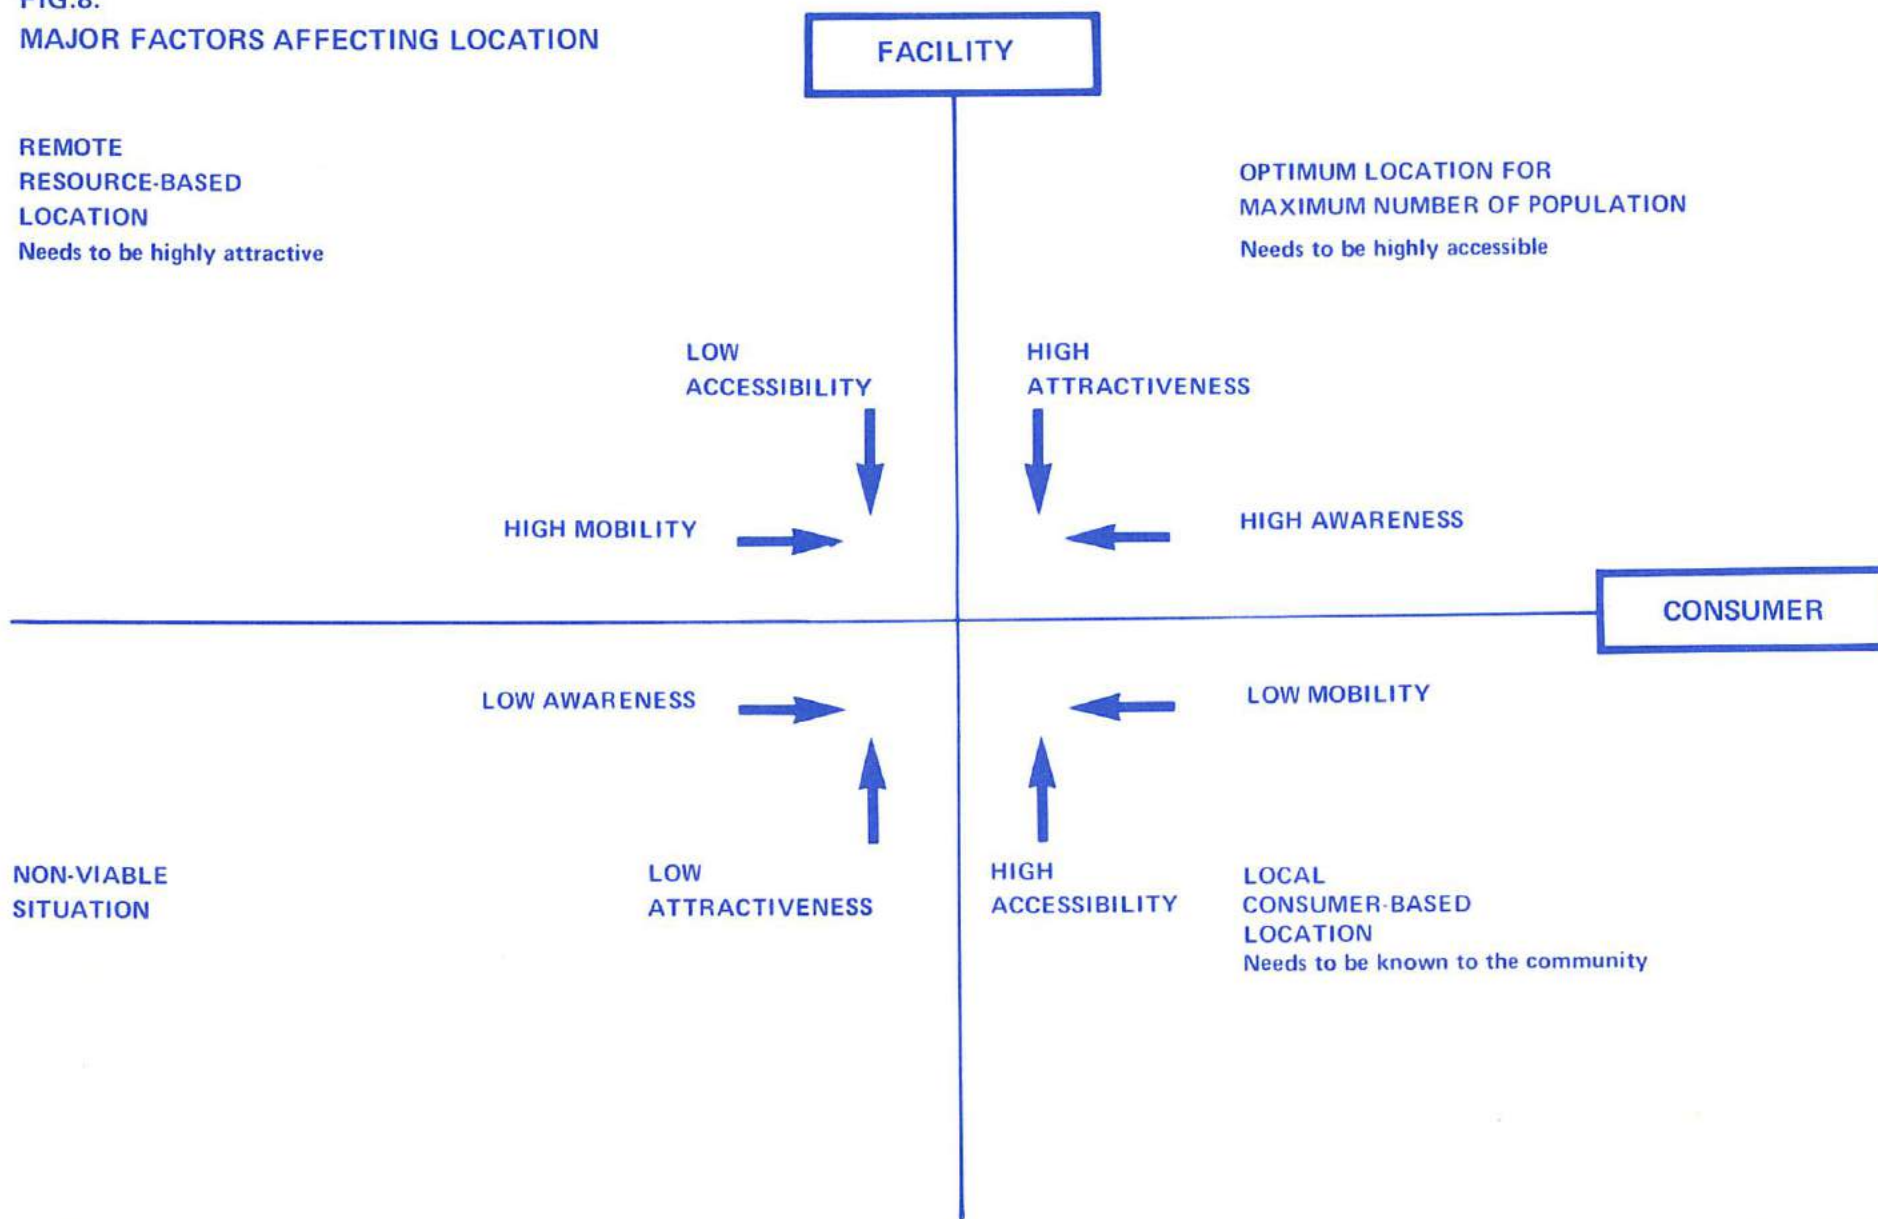 FIG.8.
MAJOR FACTORS AFFECTING LOCATION
FACILITY
REMOTE
RESOURCE-BASED
LOCATION
Needs to be highly attractive
OPTIMUM LOCATION FOR
MAXIMUM NUMBER OF POPULATION
Needs to be highly accessible
LOW
ACCESSIBILITY
HIGH
ATTRACTIVENESS
HIGH MOBILITY
HIGH AWARENESS
CONSUMER
LOW AWARENESS
LOW MOBILITY
NON-VIABLE
SITUATION
LOW
ATTRACTIVENESS
HIGH
ACCESSIBILITY
LOCAL
CONSUMER-BASED
LOCATION
Needs to be known to the community